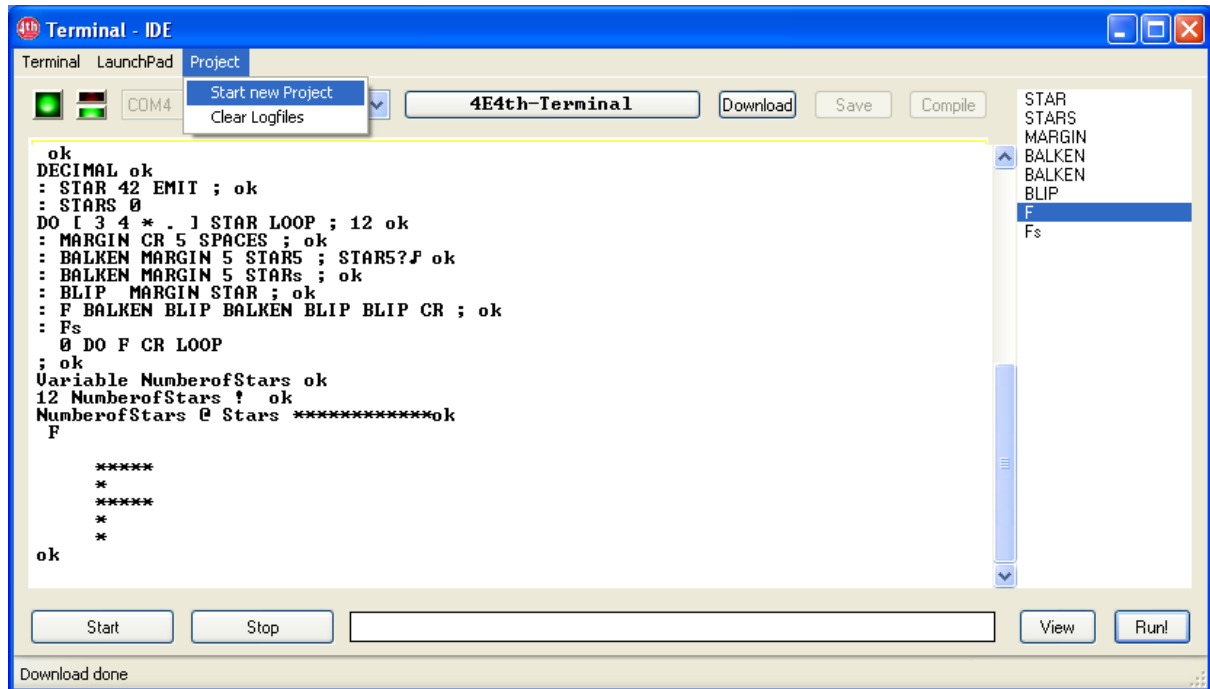 4th Terminal - IDE
Terminal LaunchPad Project
Start new Project
Clear Logfiles
COM4 4E4th-Terminal Download Save Compile
ok
DECIMAL ok
: STAR 42 EMIT ; ok
: STARS 0
DO [ 3 4 * . ] STAR LOOP ; 12 ok
: MARGIN CR 5 SPACES ; ok
: BALKEN MARGIN 5 STAR5 ; STAR5?♪ ok
: BALKEN MARGIN 5 STARs ; ok
: BLIP  MARGIN STAR ; ok
: F BALKEN BLIP BALKEN BLIP BLIP CR ; ok
: Fs
  0 DO F CR LOOP
; ok
Variable NumberofStars ok
12 NumberofStars !  ok
NumberofStars @ Stars ************ok
F
*****
*
*****
*
*
ok
STAR
STARS
MARGIN
BALKEN
BALKEN
BLIP
F
Fs
Start Stop View Run!
Download done